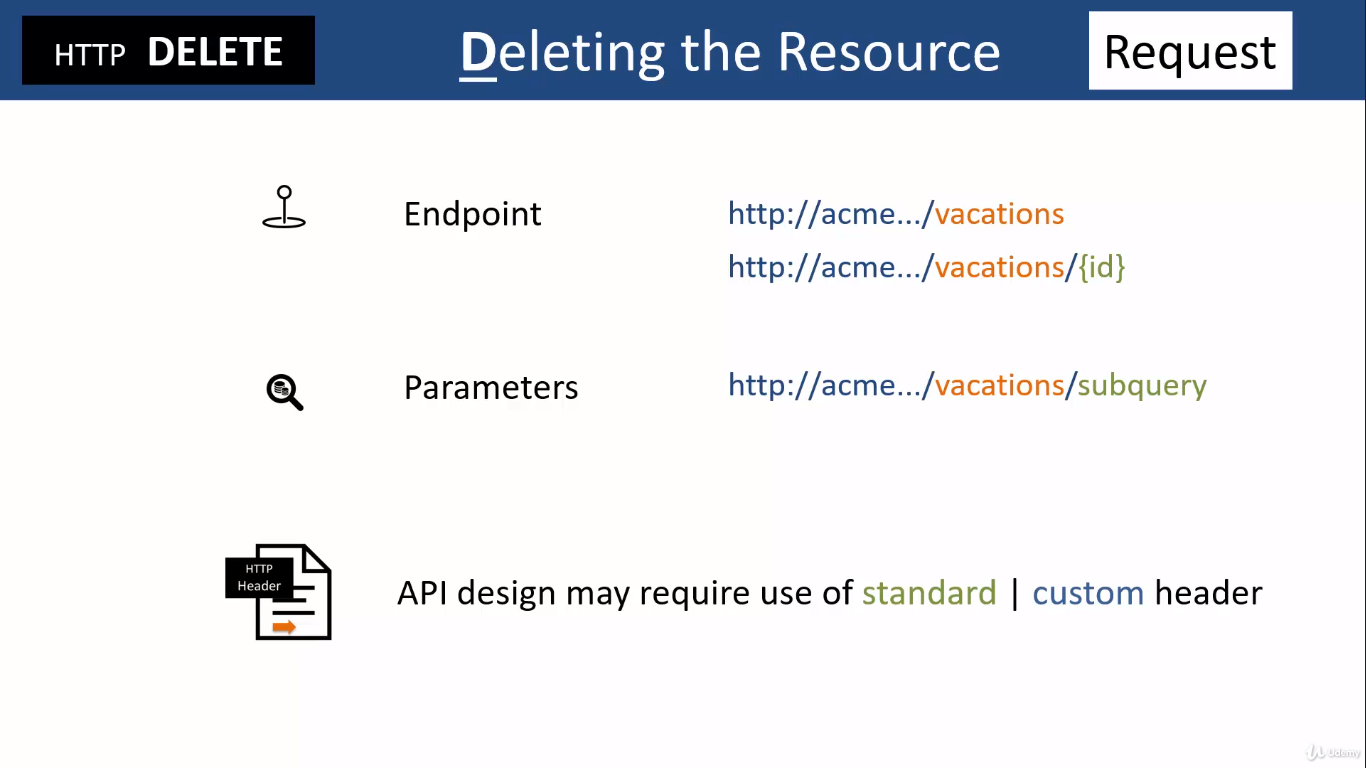 HTTP DELETE
Deleting the Resource
Request
Endpoint
http://acme.../vacations
http://acme.../vacations/{id}
Parameters
http://acme.../vacations/subquery
HTTP
Header
API design may require use of standard | custom header
Udemy